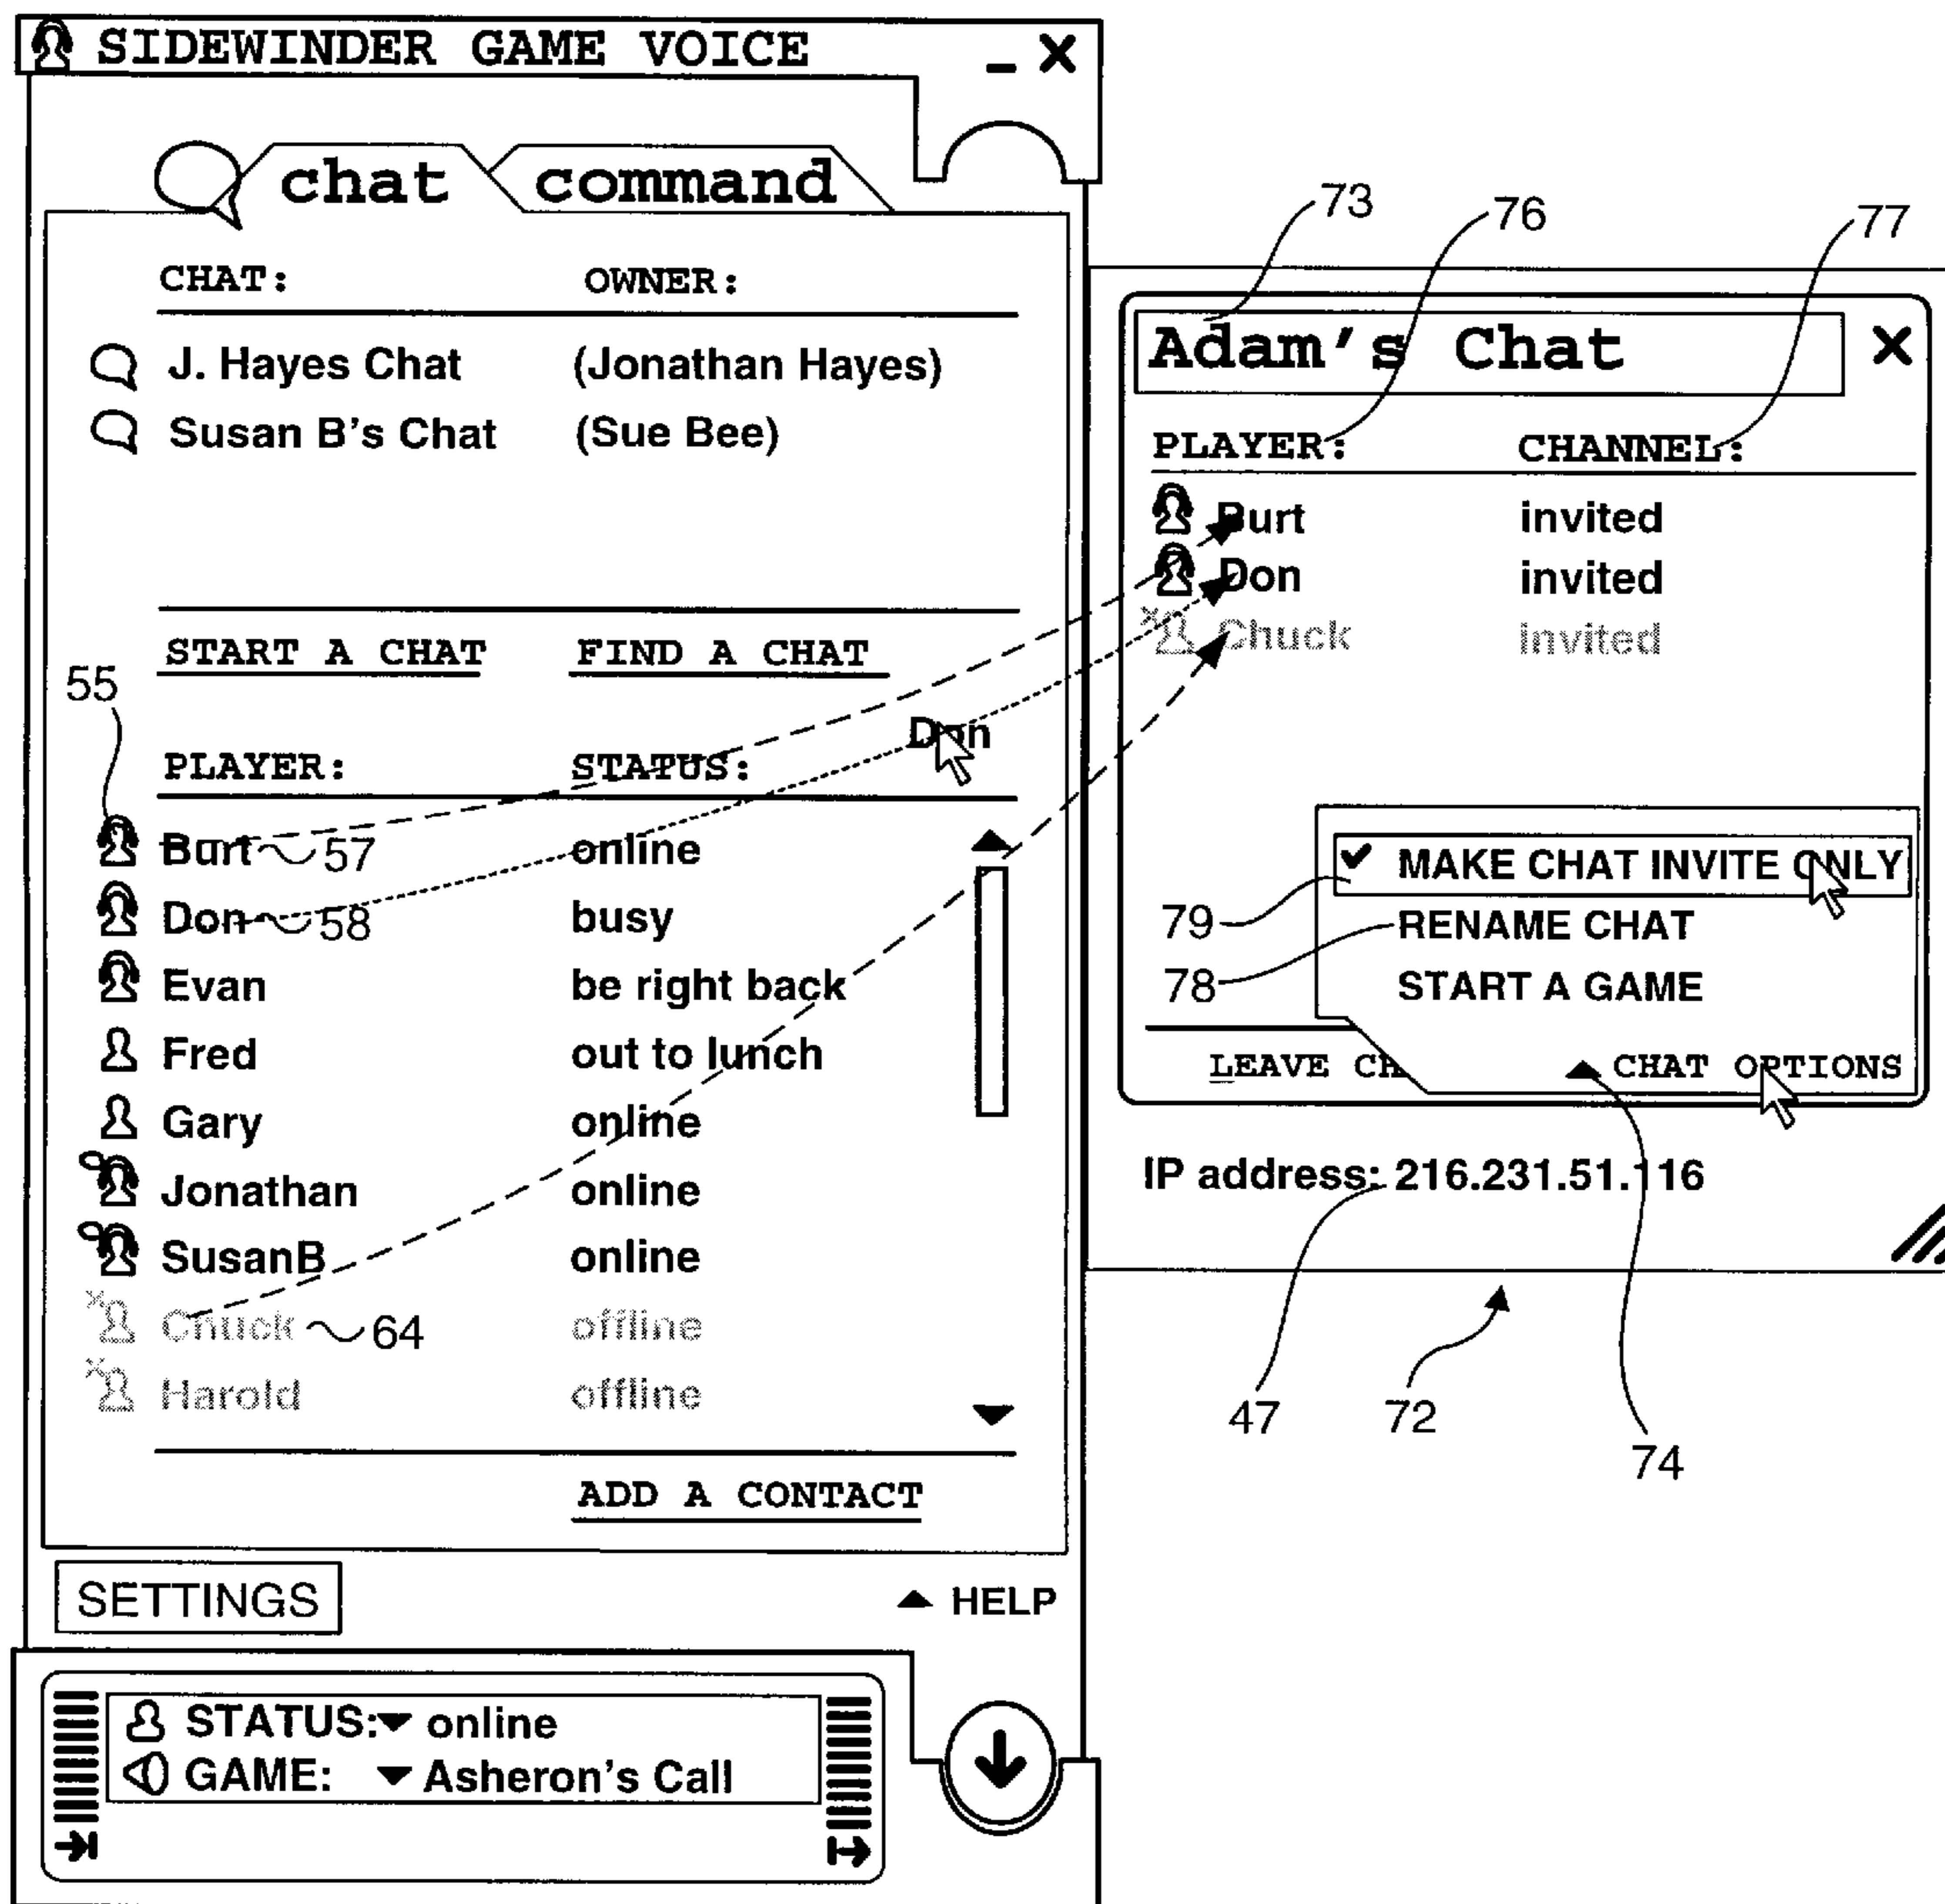 SIDEWINDER GAME VOICE
chat command
CHAT: OWNER:
J. Hayes Chat (Jonathan Hayes)
Susan B's Chat (Sue Bee)
START A CHAT FIND A CHAT
55
Don
PLAYER: STATUS:
Burt 57 online
Don 58 busy
Evan be right back
Fred out to lunch
Gary online
Jonathan online
SusanB online
Chuck 64 offline
Harold offline
ADD A CONTACT
SETTINGS HELP
STATUS: online
GAME: Asheron's Call
73 76 77
Adam's Chat
PLAYER: CHANNEL:
Burt invited
Don invited
Chuck invited
MAKE CHAT INVITE ONLY
79 RENAME CHAT
78 START A GAME
LEAVE CH CHAT OPTIONS
IP address: 216.231.51.116
47 72 74